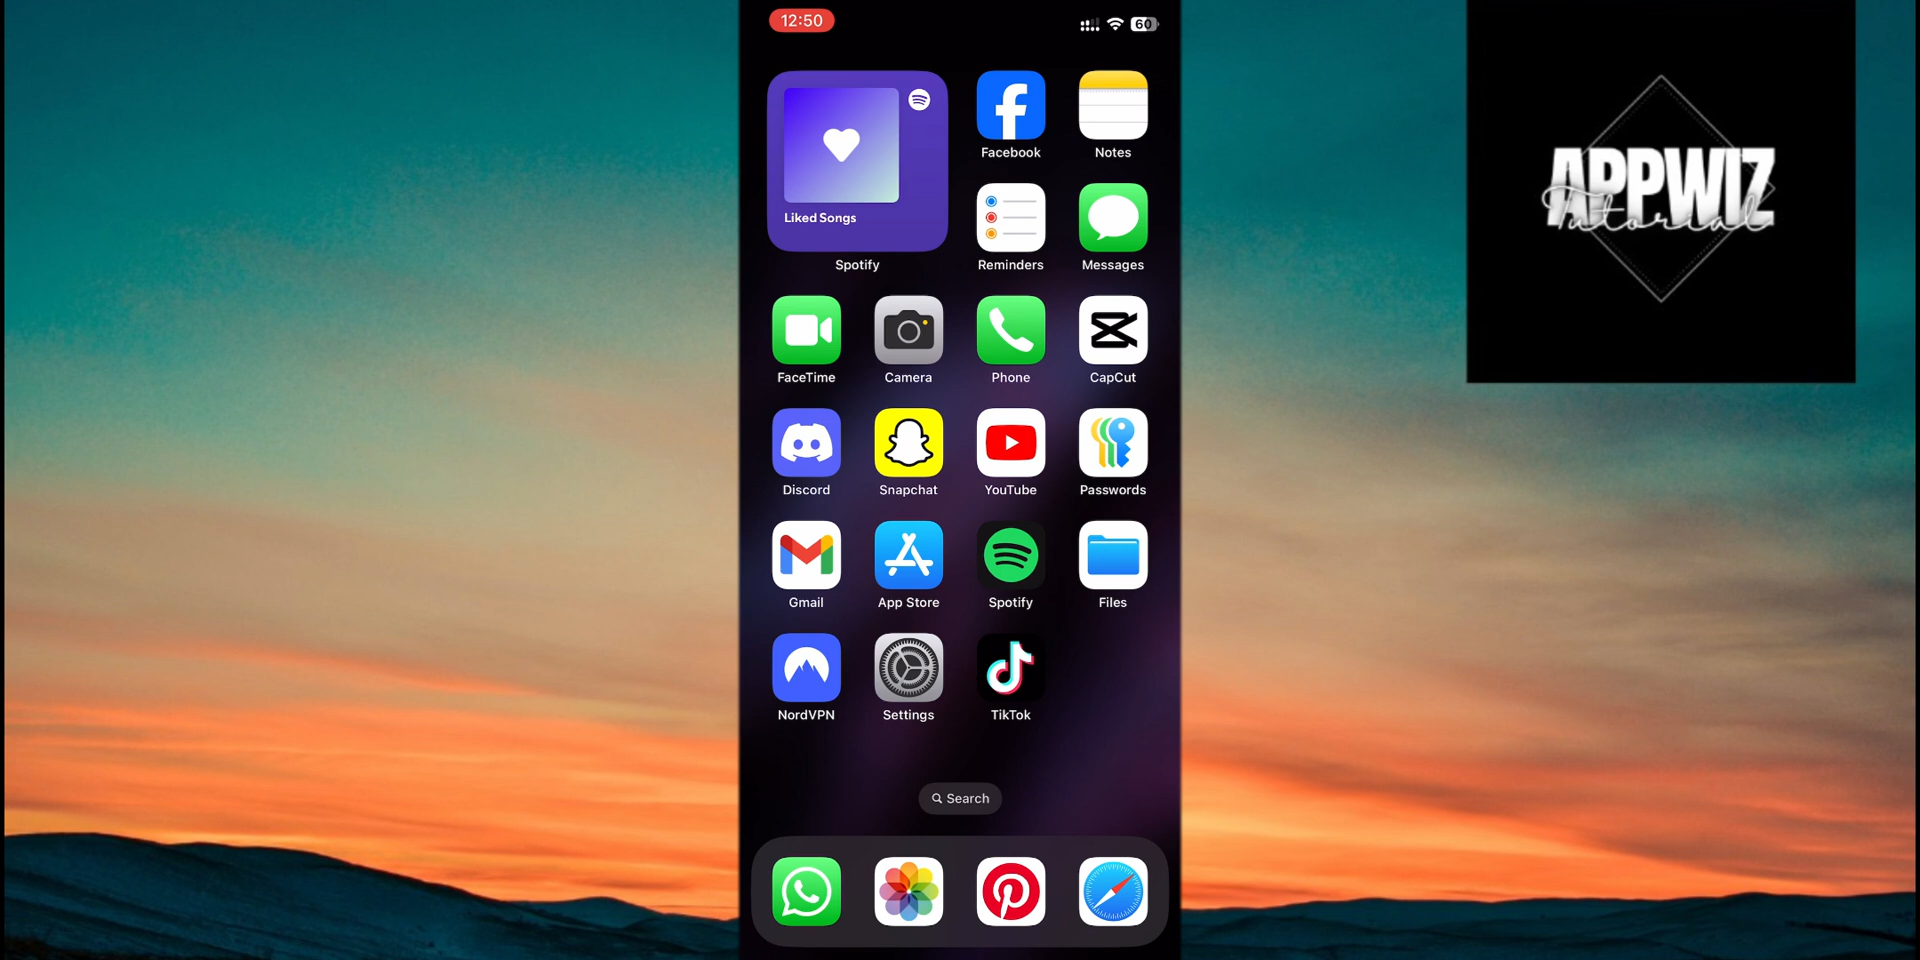 12:50
60
APPWIZ
Tutorial
Liked Songs
Spotify
Facebook
Notes
Reminders
Messages
FaceTime
Camera
Phone
CapCut
Discord
Snapchat
YouTube
Passwords
Gmail
App Store
Spotify
Files
NordVPN
Settings
TikTok
Search